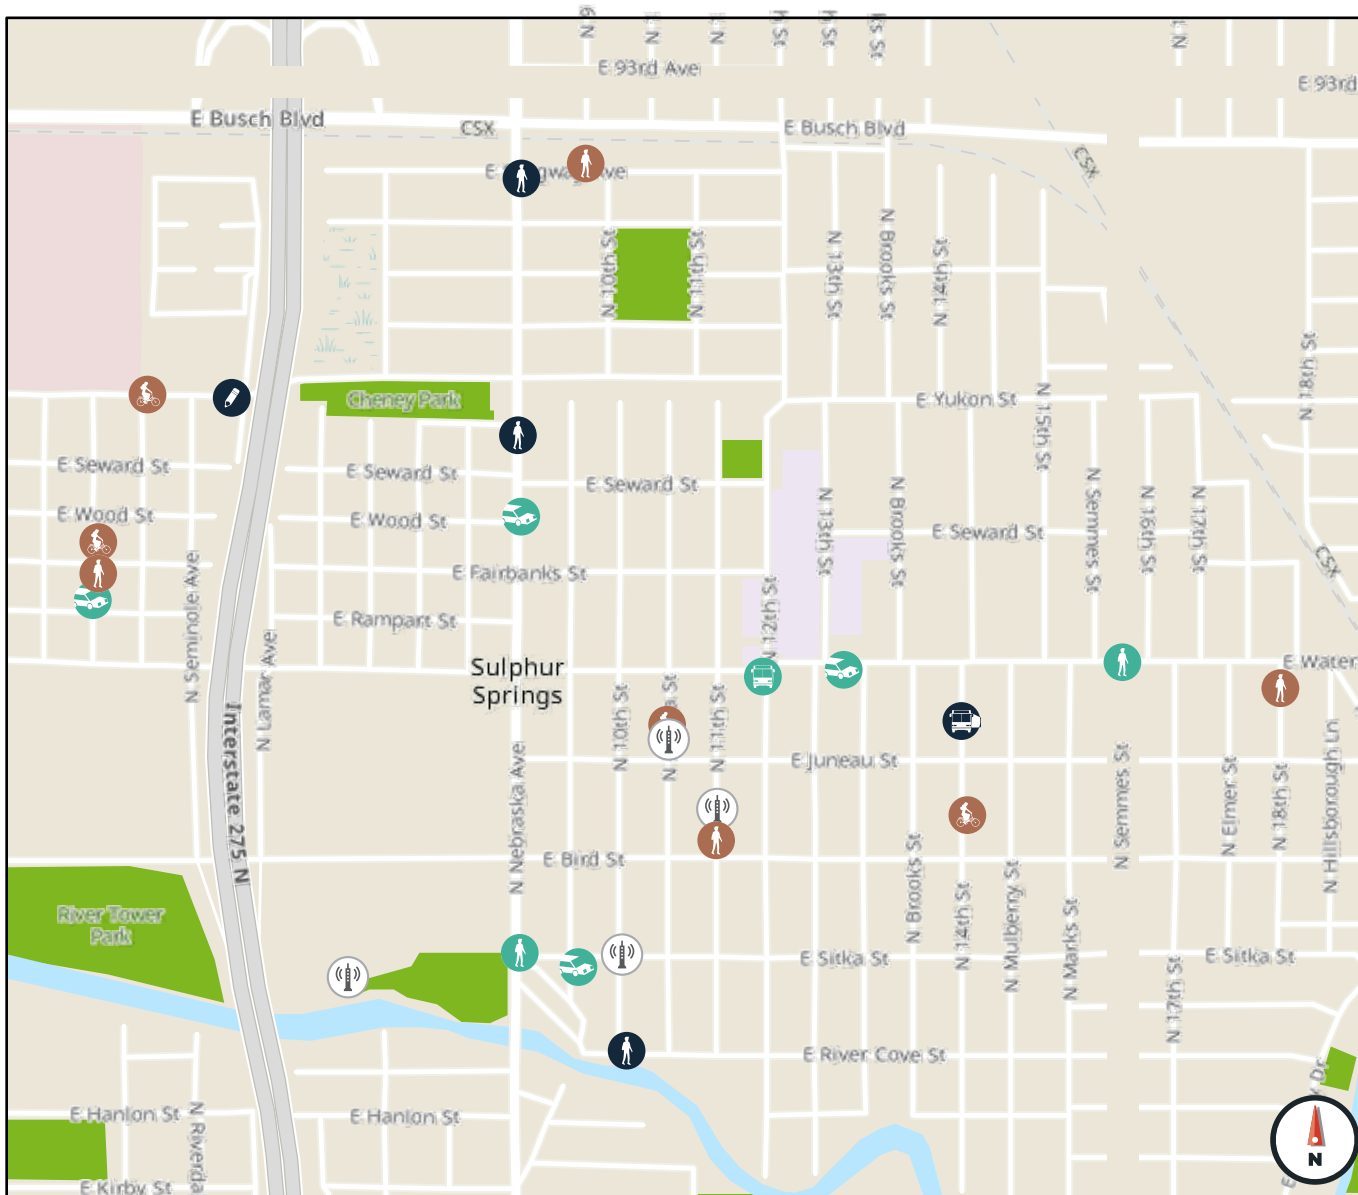 E 93rd Ave
E 93rd
E Busch Blvd
CSX
E Busch Blvd
CSX
N 10th St
N 11th St
N 13th St
N Brooks St
N 14th St
N 18th St
Cheney Park
E Yukon St
N 15th St
E Seward St
E Seward St
E Seward St
E Wood St
E Wood St
N 13th St
N Brooks St
E Seward St
N Semmes St
N 16th St
N 17th St
CSX
E Fairbanks St
N Seminole Ave
N 12th St
E Rampart St
N Lamar Ave
Sulphur
Springs
E Water
Interstate 275 N
N 10th St
N 11th St
N Nebraska Ave
E Juneau St
N Semmes St
N Elmer St
N 18th St
N Hillsborough Ln
E Bird St
N Brooks St
N 14th St
N Mulberry St
N Marks St
River Tower
Park
E Sitka St
E Sitka St
N 17th St
E River Cove St
E Hanlon St
E Hanlon St
N Riverda
E Kirby St
Dr
N